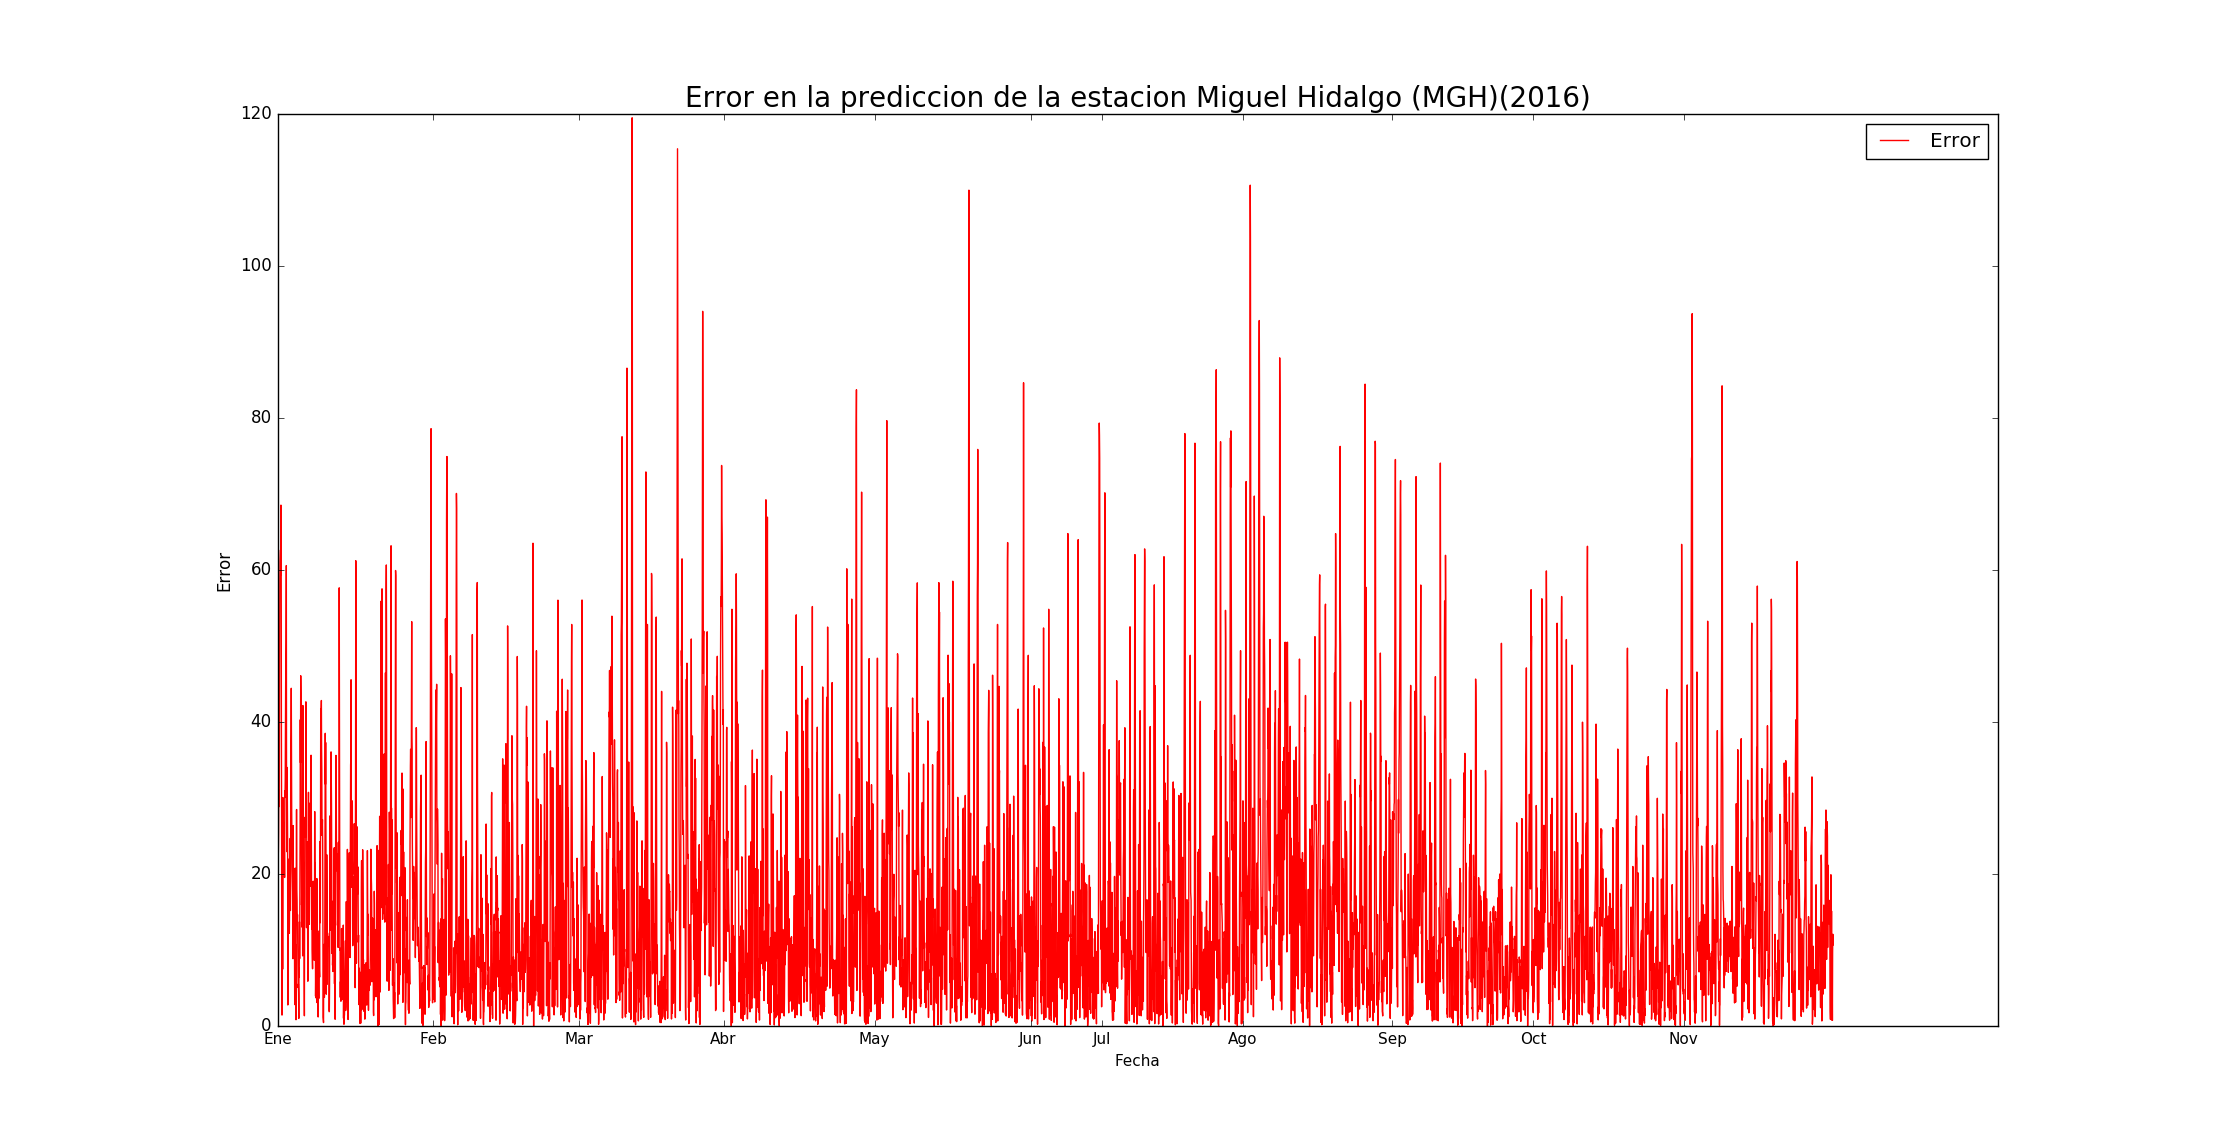 Error en la prediccion de la estacion Miguel Hidalgo (MGH)(2016)
120
100
80
60
40
20
0
Error
Error
Ene Feb Mar Abr May Jun Jul Ago Sep Oct Nov
Fecha